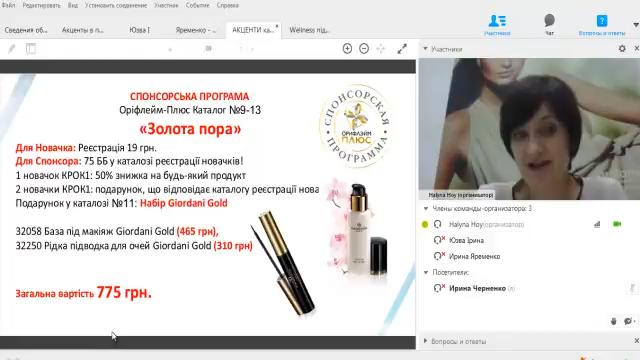 Файл Редактировать Вид Установить соединение Участник Событие Справка
Сведения об... Акценты в п... Юзва І Яременко -... АКЦЕНТИ ка... Wellness під...
Участники Чат Вопросы и ответы
СПОНСОРСЬКА ПРОГРАМА
Оріфлейм-Плюс Каталог №9-13
«Золота пора»
Для Новачка: Реєстрація 19 грн.
Для Спонсора: 75 ББ у каталозі реєстрації новачків!
1 новачок КРОК1: 50% знижка на будь-який продукт
2 новачки КРОК1: подарунок, що відповідає каталогу реєстрації нова
Подарунок у каталозі №11: Набір Giordani Gold
32058 База під макіяж Giordani Gold (465 грн),
32250 Рідка підводка для очей Giordani Gold (310 грн)
Загальна вартість 775 грн.
СПОНСОРСКАЯ
ОРИФЛЭЙМ
ПЛЮС
ПРОГРАММА
Участники
Halyna Hoy (организатор)
Члены команды-организатора: 3
Halyna Hoy (организатор)
Юзва Ірина
Ирина Яременко
Посетители:
Ирина Черненко (я)
Вопросы и ответы